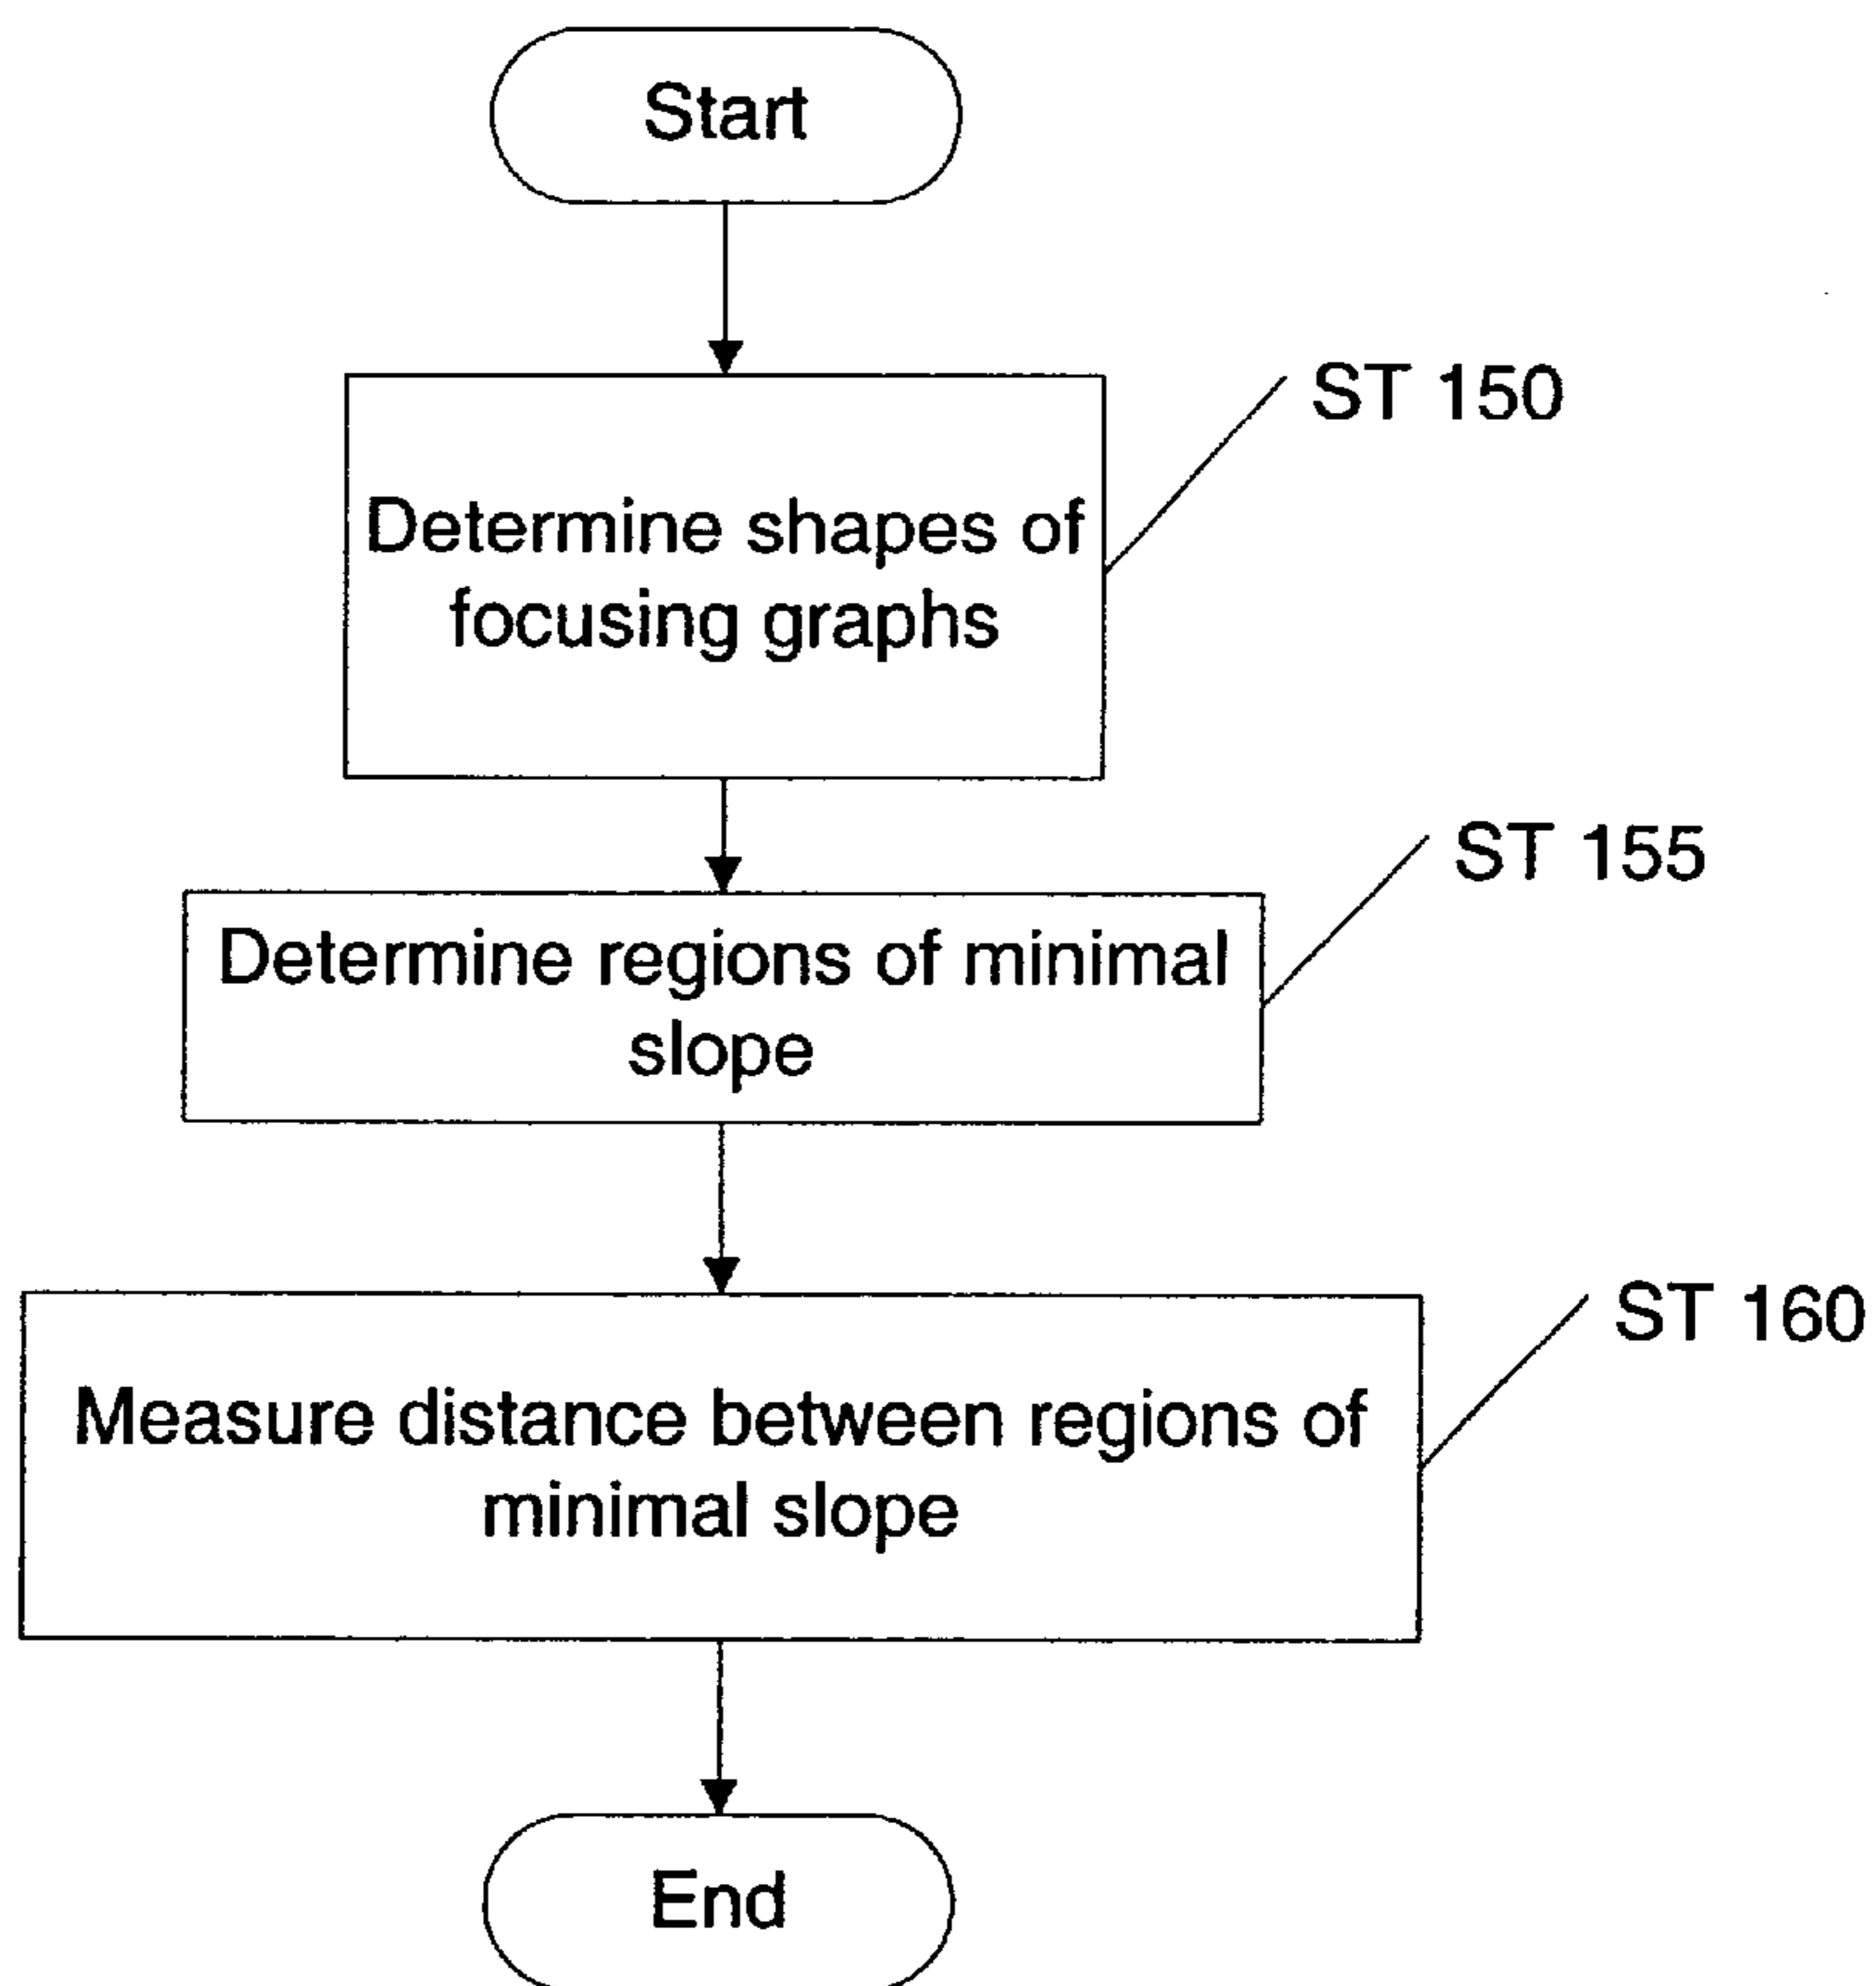 Start
ST 150
Determine shapes of
focusing graphs
ST 155
Determine regions of minimal
slope
ST 160
Measure distance between regions of
minimal slope
End